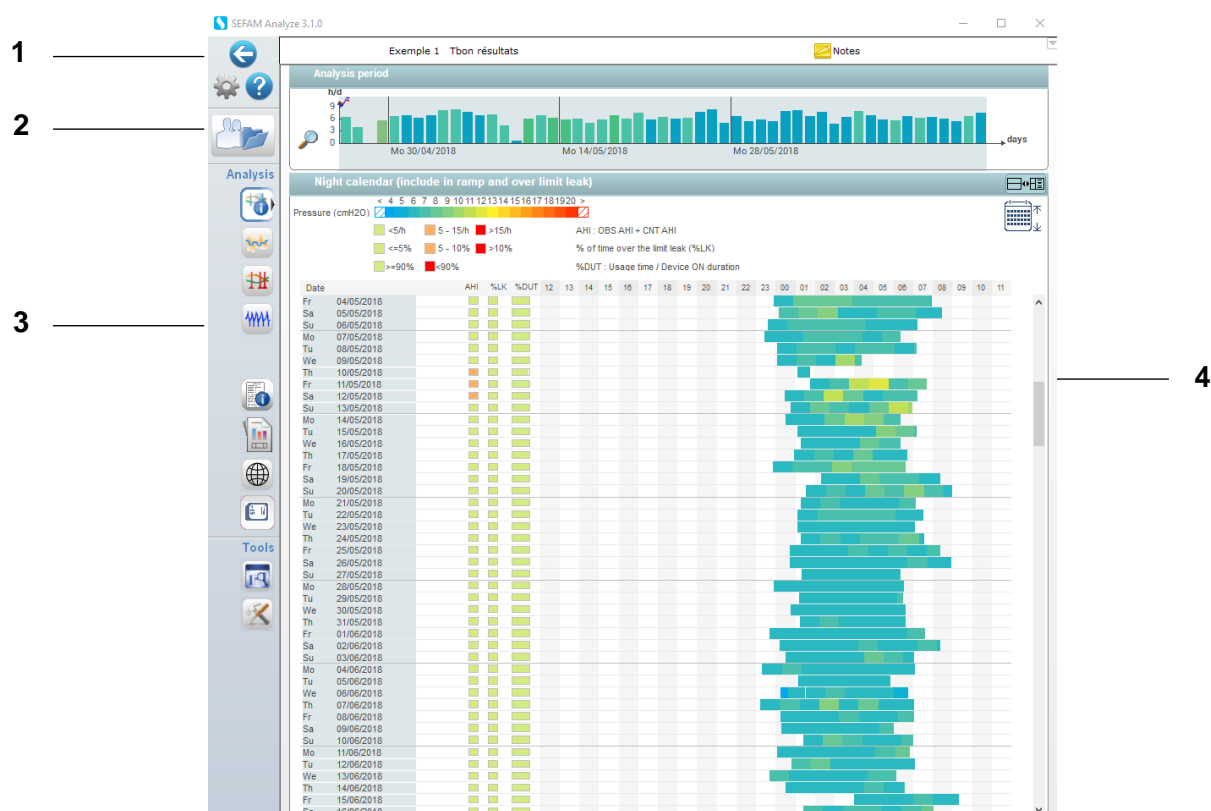 SEFAM Analyze 3.1.0
1
Exemple 1 Tbon résultats
Notes
Analysis period
h/d
9
6
3
0
days
Mo 30/04/2018 Mo 14/05/2018 Mo 28/05/2018
2
Analysis
Night calendar (include in ramp and over limit leak)
< 4 5 6 7 8 9 10 11 12 13 14 15 16 17 18 19 20 >
Pressure (cmH2O)
<5/h 5 - 15/h >15/h AHI : OBS AHI + CNT AHI
<=5% 5 - 10% >10% % of time over the limit leak (%LK)
>=90% <90% %DUT : Usage time / Device ON duration
Date AHI %LK %DUT 12 13 14 15 16 17 18 19 20 21 22 23 00 01 02 03 04 05 06 07 08 09 10 11
Fr 04/05/2018
Sa 05/05/2018
3
Su 06/05/2018
Mo 07/05/2018
Tu 08/05/2018
We 09/05/2018
Th 10/05/2018
4
Fr 11/05/2018
Sa 12/05/2018
Su 13/05/2018
Mo 14/05/2018
Tu 15/05/2018
We 16/05/2018
Th 17/05/2018
Fr 18/05/2018
Sa 19/05/2018
Su 20/05/2018
Mo 21/05/2018
Tu 22/05/2018
We 23/05/2018
Th 24/05/2018
Tools
Fr 25/05/2018
Sa 26/05/2018
Su 27/05/2018
Mo 28/05/2018
Tu 29/05/2018
We 30/05/2018
Th 31/05/2018
Fr 01/06/2018
Sa 02/06/2018
Su 03/06/2018
Mo 04/06/2018
Tu 05/06/2018
We 06/06/2018
Th 07/06/2018
Fr 08/06/2018
Sa 09/06/2018
Su 10/06/2018
Mo 11/06/2018
Tu 12/06/2018
We 13/06/2018
Th 14/06/2018
Fr 15/06/2018